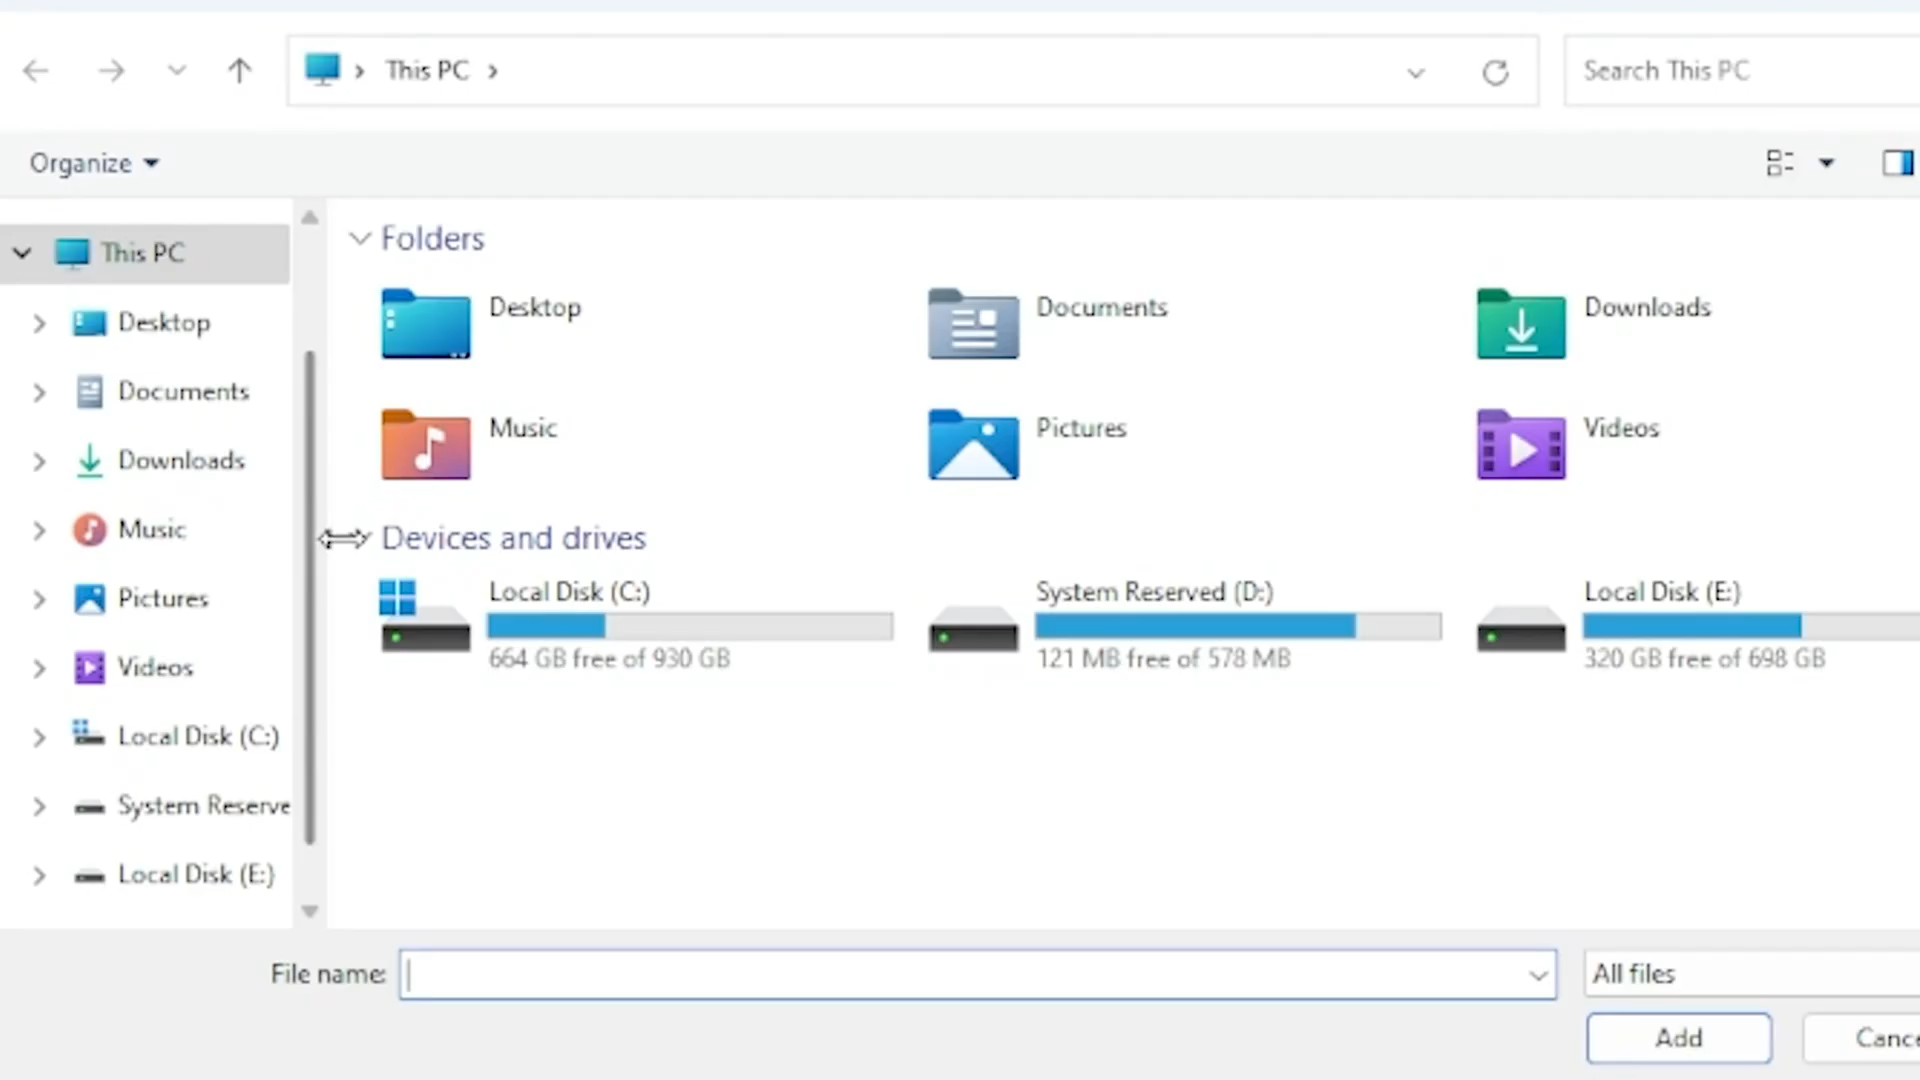 This PC
Search This PC
Organize
This PC
Desktop
Documents
Downloads
Music
Pictures
Videos
Local Disk (C:)
System Reserve
Local Disk (E:)
Folders
Desktop
Documents
Downloads
Music
Pictures
Videos
Devices and drives
Local Disk (C:)
664 GB free of 930 GB
System Reserved (D:)
121 MB free of 578 MB
Local Disk (E:)
320 GB free of 698 GB
File name:
All files
Add
Cance